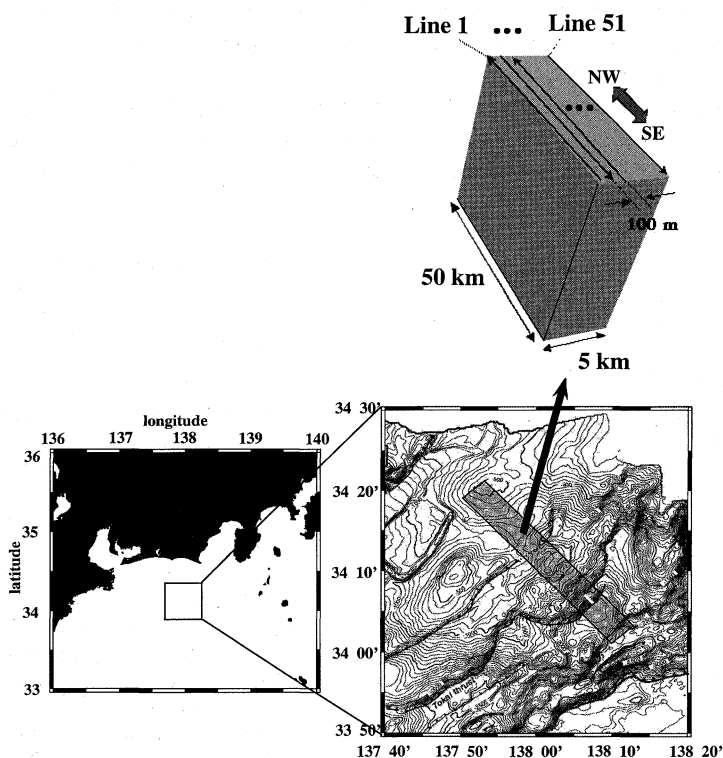 Line 1 ••• Line 51
NW
•••
SE
100 m
50 km
5 km
longitude
136 137 138 139 140
36
35
34
33
latitude
34 30'
34 20'
34 10'
34 00'
33 50'
Tokai thrust
137 40' 137 50' 138 00' 138 10' 138 20'